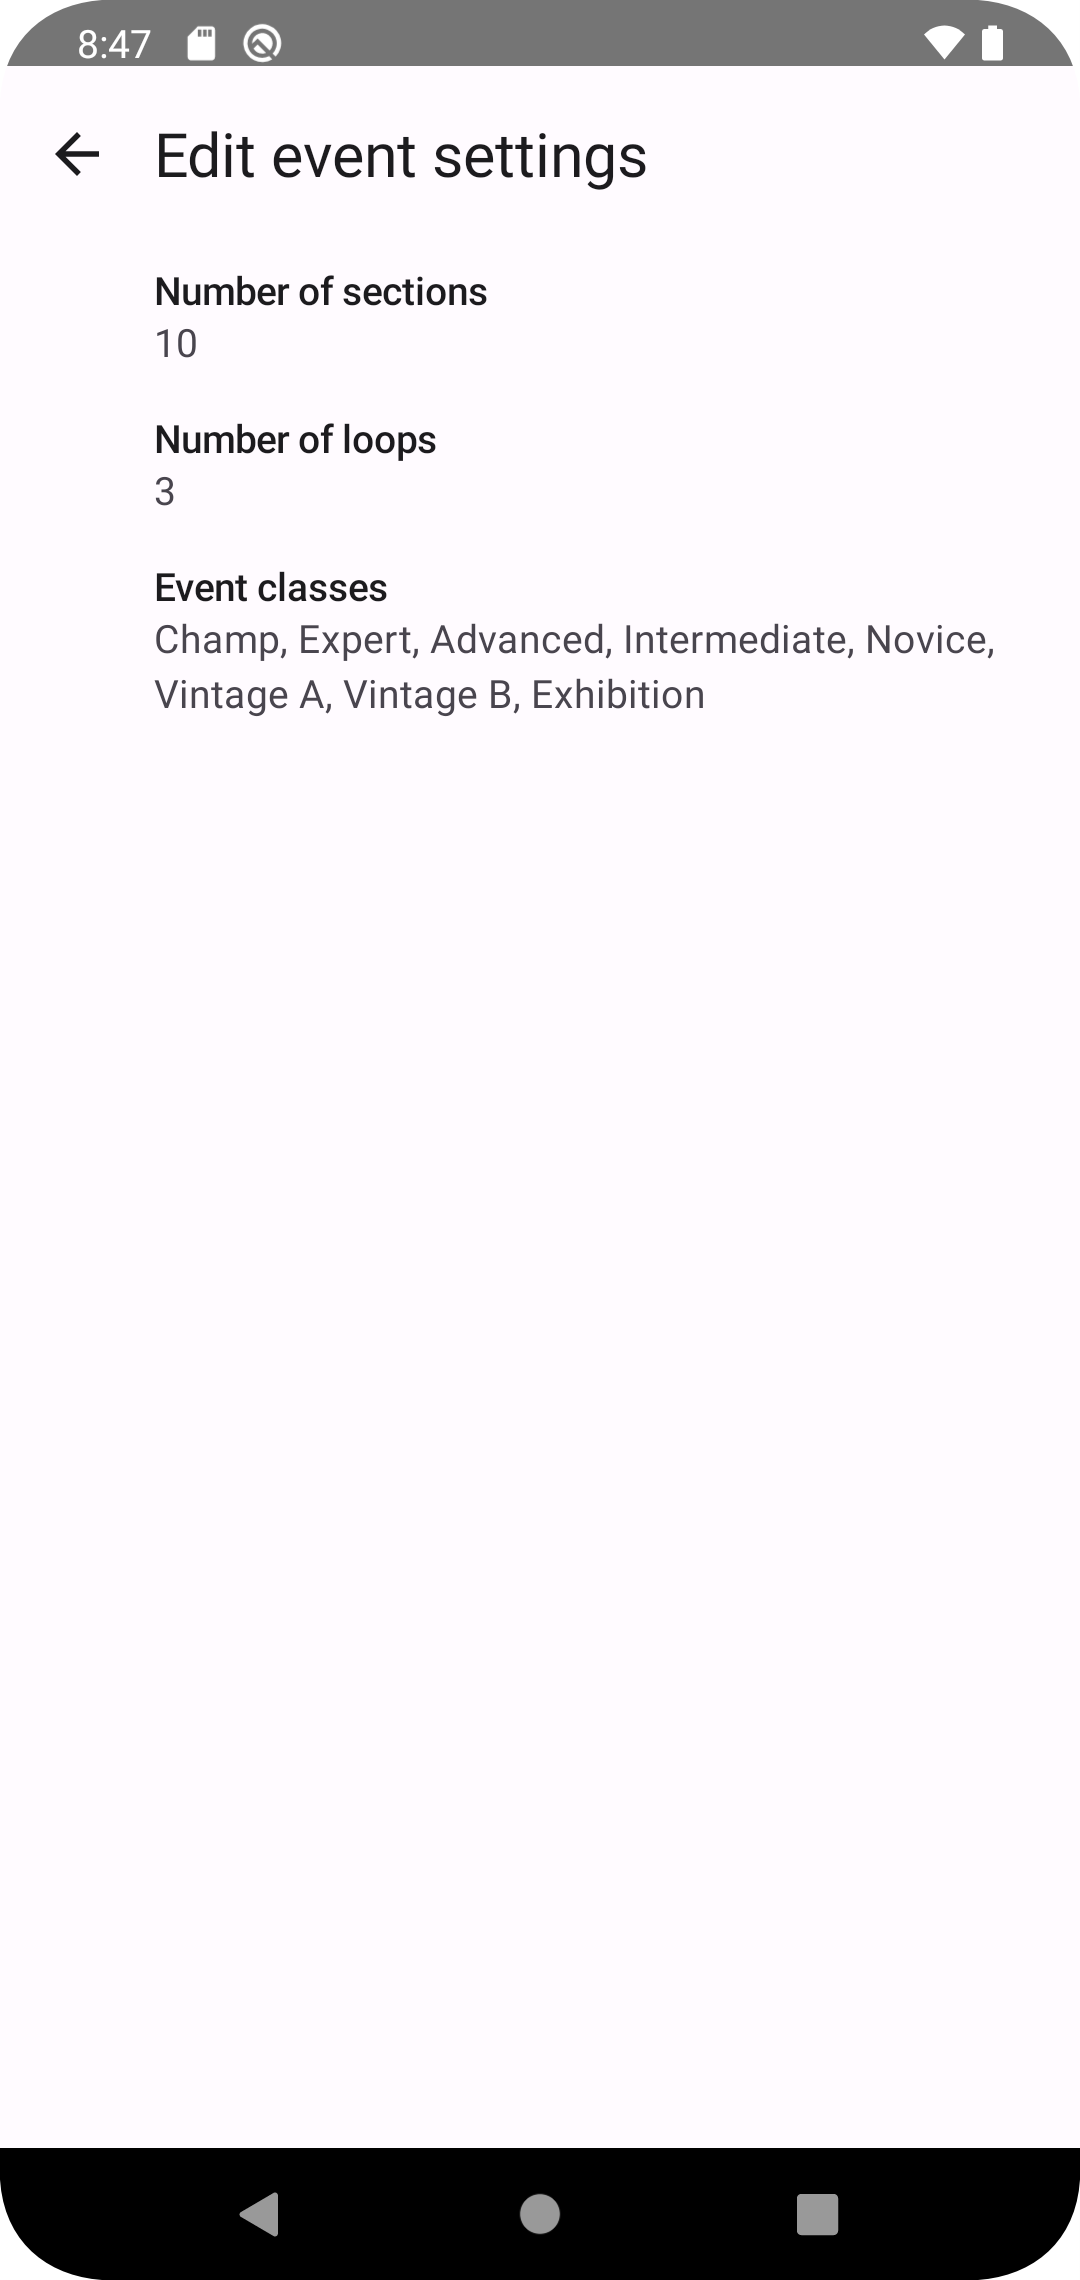 8:47
Edit event settings
Number of sections
10
Number of loops
3
Event classes
Champ, Expert, Advanced, Intermediate, Novice,
Vintage A, Vintage B, Exhibition